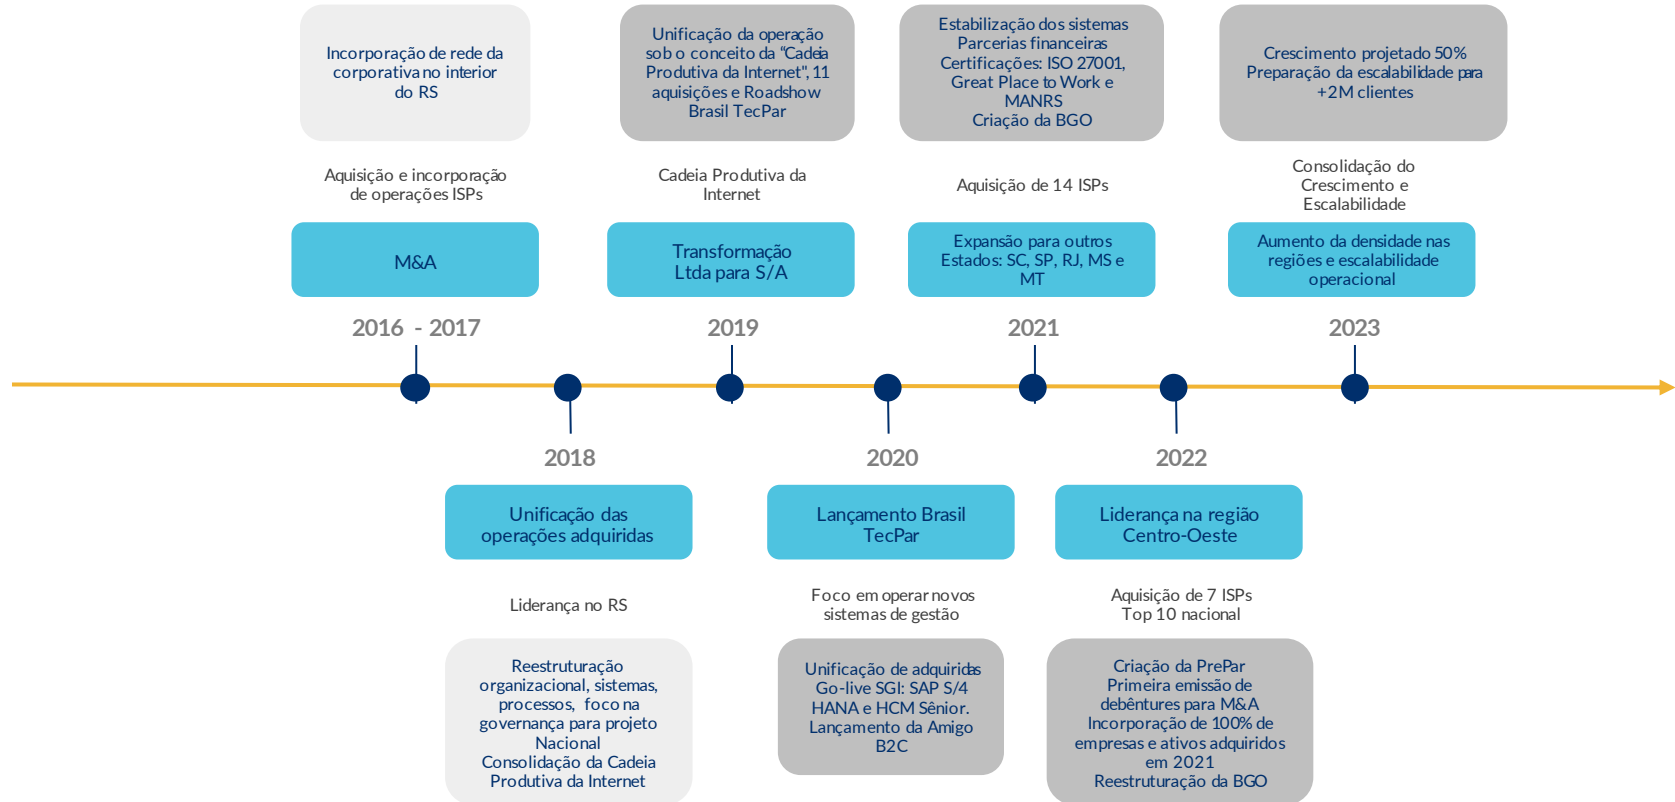 Incorporação de rede da
corporativa no interior
do RS
Aquisição e incorporação
de operações ISPs
M&A
2016 - 2017
Unificação da operação
sob o conceito da “Cadeia
Produtiva da Internet", 11
aquisições e Roadshow
Brasil TecPar
Cadeia Produtiva da
Internet
Transformação
Ltda para S/A
2019
Estabilização dos sistemas
Parcerias financeiras
Certificações: ISO 27001,
Great Place to Work e
MANRS
Criação da BGO
Aquisição de 14 ISPs
Expansão para outros
Estados: SC, SP, RJ, MS e
MT
2021
Crescimento projetado 50%
Preparação da escalabilidade para
+2M clientes
Consolidação do
Crescimento e
Escalabilidade
Aumento da densidade nas
regiões e escalabilidade
operacional
2023
2018
Unificação das
operações adquiridas
Liderança no RS
Reestruturação
organizacional, sistemas,
processos, foco na
governança para projeto
Nacional
Consolidação da Cadeia
Produtiva da Internet
2020
Lançamento Brasil
TecPar
Foco em operar novos
sistemas de gestão
Unificação de adquiridas
Go-live SGI: SAP S/4
HANA e HCM Sênior.
Lançamento da Amigo
B2C
2022
Liderança na região
Centro-Oeste
Aquisição de 7 ISPs
Top 10 nacional
Criação da PrePar
Primeira emissão de
debêntures para M&A
Incorporação de 100% de
empresas e ativos adquiridos
em 2021
Reestruturação da BGO